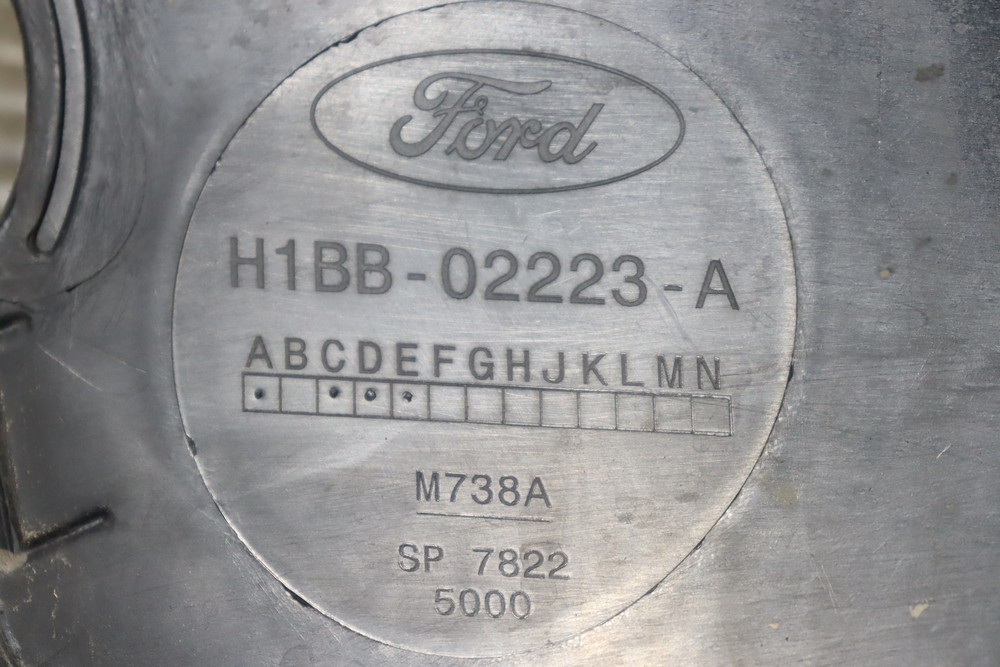 Ford
H1BB-02223-A
ABCDEFGHJKLMN
M738A
SP 7822
5000